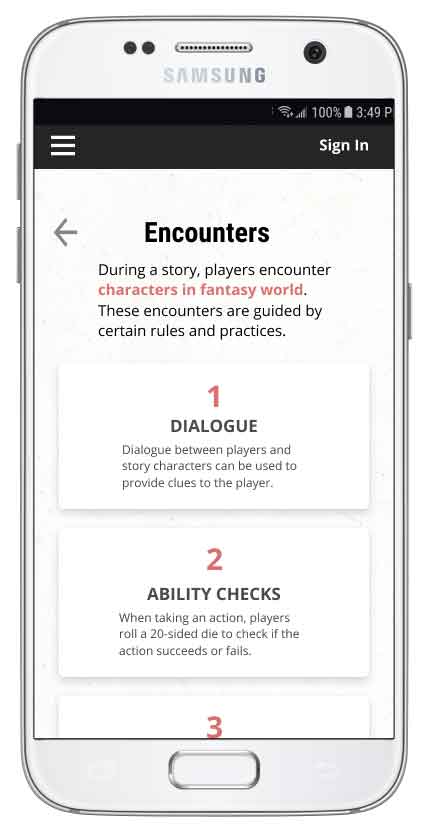 SAMSUNG
100% 3:49 P
Sign In
Encounters
During a story, players encounter
characters in fantasy world.
These encounters are guided by
certain rules and practices.
1
DIALOGUE
Dialogue between players and
story characters can be used to
provide clues to the player.
2
ABILITY CHECKS
When taking an action, players
roll a 20-sided die to check if the
action succeeds or fails.
3